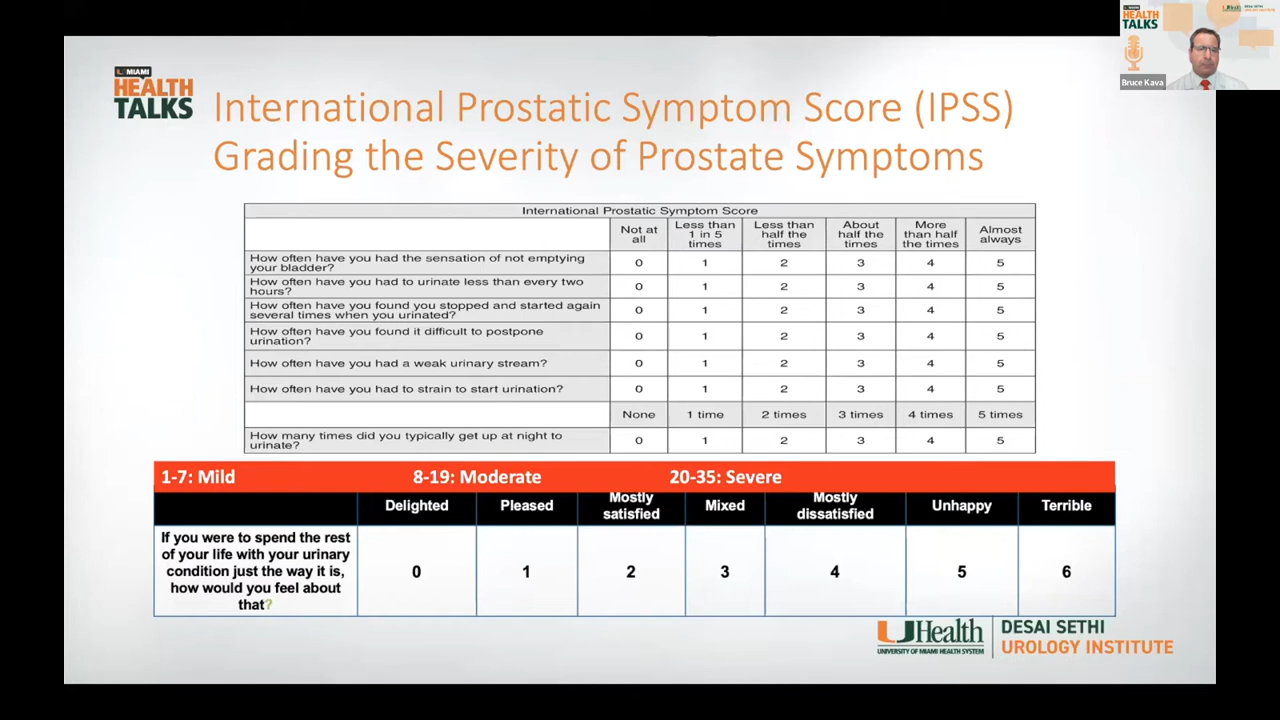 U MIAMI
HEALTH
TALKS
International Prostatic Symptom Score (IPSS)
Grading the Severity of Prostate Symptoms
International Prostatic Symptom Score
Not at all
Less than 1 in 5 times
Less than half the times
About half the times
More than half the times
Almost always
How often have you had the sensation of not emptying
your bladder?
0 1 2 3 4 5
How often have you had to urinate less than every two
hours?
0 1 2 3 4 5
How often have you found you stopped and started again
several times when you urinated?
0 1 2 3 4 5
How often have you found it difficult to postpone
urination?
0 1 2 3 4 5
How often have you had a weak urinary stream?
0 1 2 3 4 5
How often have you had to strain to start urination?
0 1 2 3 4 5
None 1 time 2 times 3 times 4 times 5 times
How many times did you typically get up at night to
urinate?
0 1 2 3 4 5
1-7: Mild 8-19: Moderate 20-35: Severe
Delighted Pleased Mostly satisfied Mixed Mostly dissatisfied Unhappy Terrible
If you were to spend the rest
of your life with your urinary
condition just the way it is,
how would you feel about
that?
0 1 2 3 4 5 6
UHealth
UNIVERSITY OF MIAMI HEALTH SYSTEM
DESAI SETHI
UROLOGY INSTITUTE
MIAMI
HEALTH
TALKS
UHealth
DESAI SETHI
UROLOGY INSTITUTE
Bruce Kava